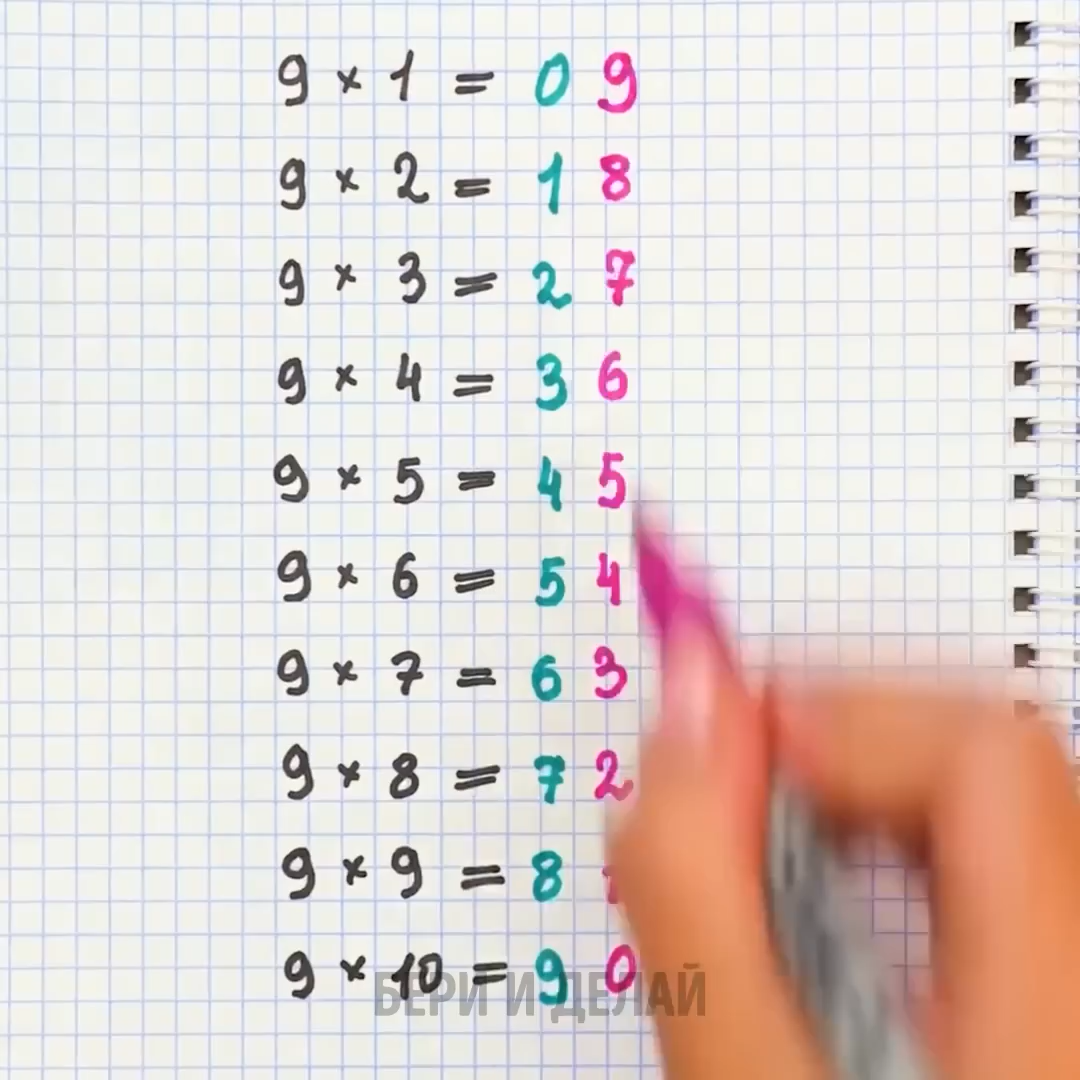 9 × 1 = 0 9
9 × 2 = 1 8
9 × 3 = 2 7
9 × 4 = 3 6
9 × 5 = 4 5
9 × 6 = 5 4
9 × 7 = 6 3
9 × 8 = 7 2
9 × 9 = 8
9 × 10 = 9 0
БЕРИ И ДЕЛАЙ